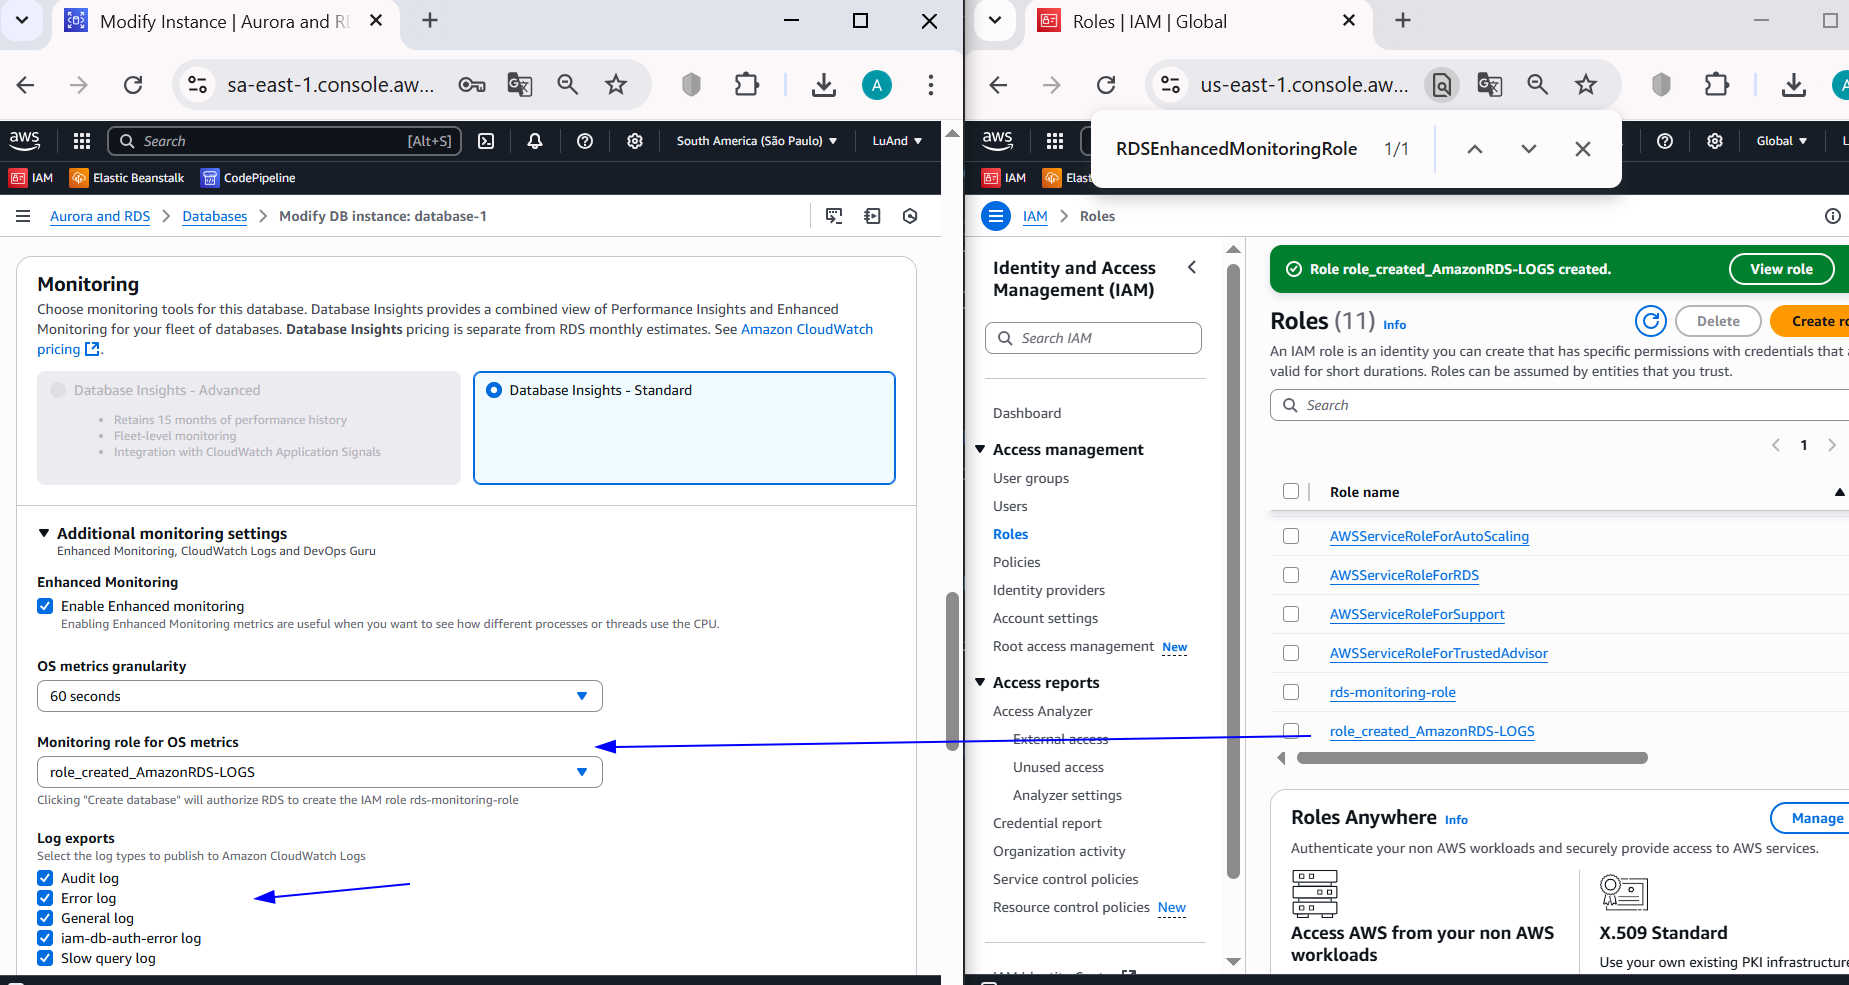 Modify Instance | Aurora and RD
sa-east-1.console.aw...
A
aws
Search
[Alt+S]
South America (São Paulo)
LuAnd
IAM
Elastic Beanstalk
CodePipeline
Aurora and RDS
Databases
Modify DB instance: database-1
Monitoring
Choose monitoring tools for this database. Database Insights provides a combined view of Performance Insights and Enhanced
Monitoring for your fleet of databases. Database Insights pricing is separate from RDS monthly estimates. See Amazon CloudWatch
pricing.
Database Insights - Advanced
• Retains 15 months of performance history
• Fleet-level monitoring
• Integration with CloudWatch Application Signals
Database Insights - Standard
Additional monitoring settings
Enhanced Monitoring, CloudWatch Logs and DevOps Guru
Enhanced Monitoring
Enable Enhanced monitoring
Enabling Enhanced Monitoring metrics are useful when you want to see how different processes or threads use the CPU.
OS metrics granularity
60 seconds
Monitoring role for OS metrics
role_created_AmazonRDS-LOGS
Clicking "Create database" will authorize RDS to create the IAM role rds-monitoring-role
Log exports
Select the log types to publish to Amazon CloudWatch Logs
Audit log
Error log
General log
iam-db-auth-error log
Slow query log
Roles | IAM | Global
us-east-1.console.aw...
A
RDSEnhancedMonitoringRole 1/1
aws
Global
L
IAM
Elast
IAM
Roles
Identity and Access
Management (IAM)
Search IAM
Dashboard
Access management
User groups
Users
Roles
Policies
Identity providers
Account settings
Root access management New
Access reports
Access Analyzer
External access
Unused access
Analyzer settings
Credential report
Organization activity
Service control policies
Resource control policies New
Role role_created_AmazonRDS-LOGS created.
View role
Roles (11) Info
Delete
Create ro
An IAM role is an identity you can create that has specific permissions with credentials that
valid for short durations. Roles can be assumed by entities that you trust.
Search
1
Role name
AWSServiceRoleForAutoScaling
AWSServiceRoleForRDS
AWSServiceRoleForSupport
AWSServiceRoleForTrustedAdvisor
rds-monitoring-role
role_created_AmazonRDS-LOGS
Roles Anywhere Info
Manage
Authenticate your non AWS workloads and securely provide access to AWS services.
Access AWS from your non AWS
workloads
X.509 Standard
Use your own existing PKI infrastructure